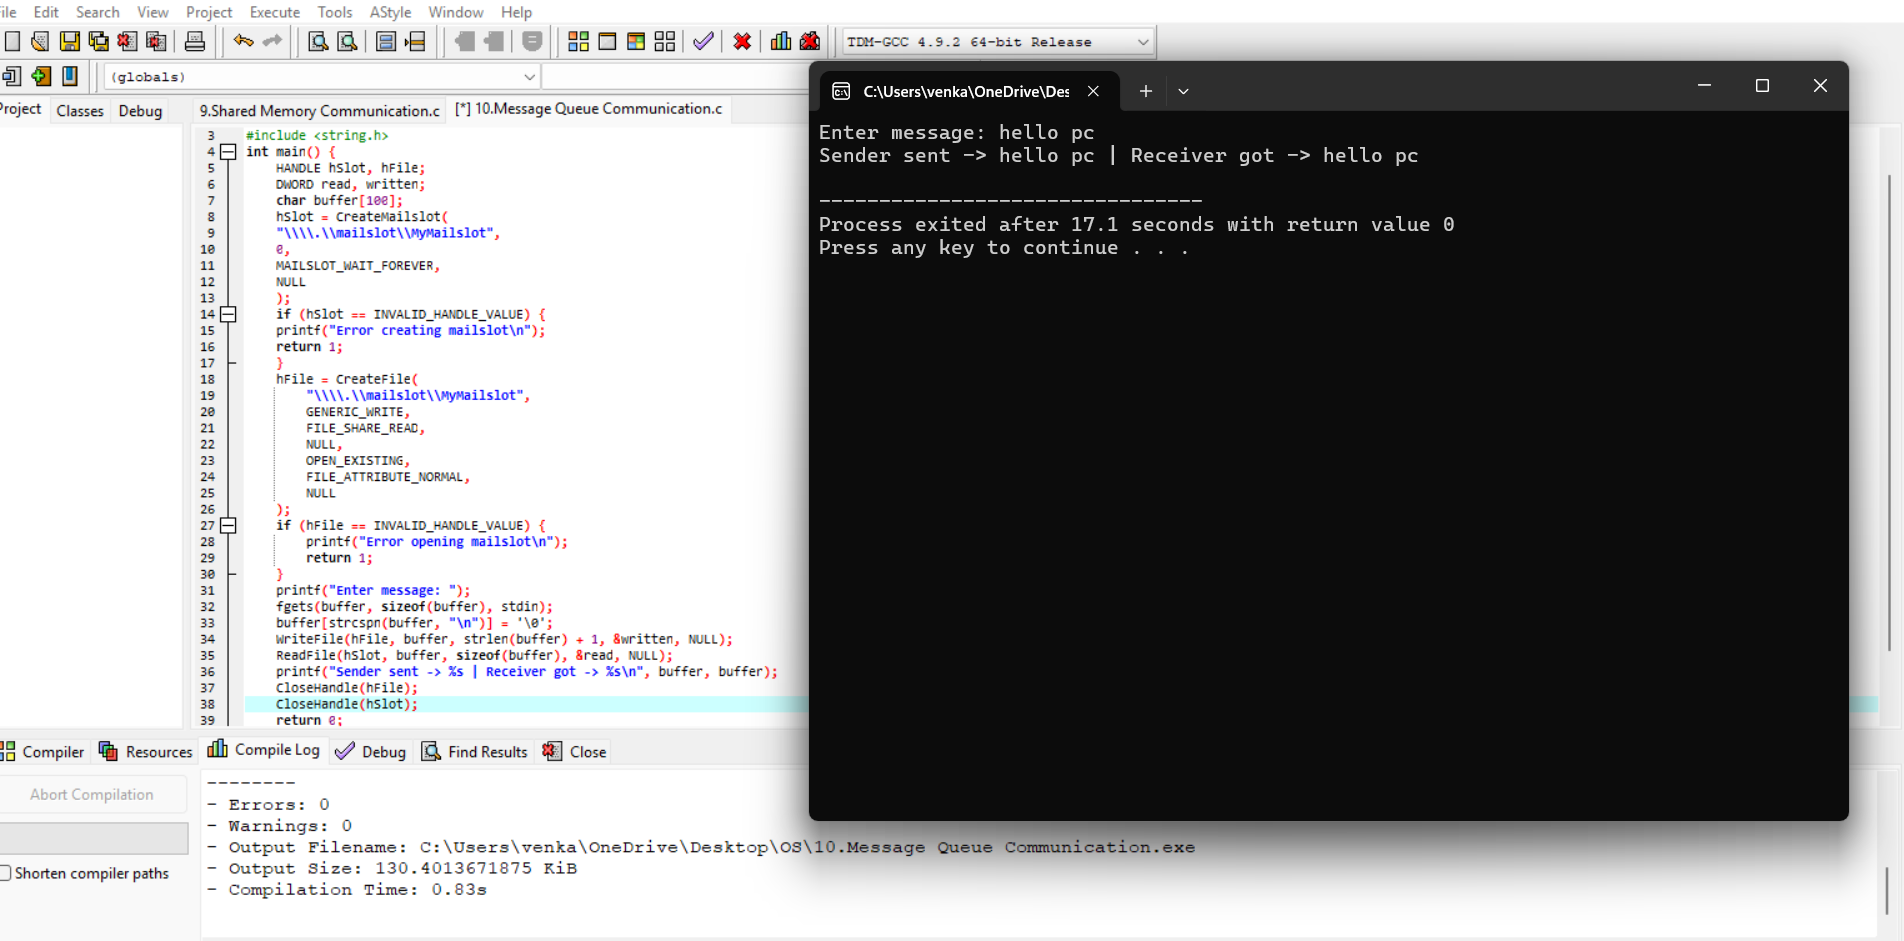 File Edit Search View Project Execute Tools AStyle Window Help
TDM-GCC 4.9.2 64-bit Release
(globals)
Project Classes Debug
9.Shared Memory Communication.c [*] 10.Message Queue Communication.c
3 #include <string.h>
4 int main() {
5 HANDLE hSlot, hFile;
6 DWORD read, written;
7 char buffer[100];
8 hSlot = CreateMailslot(
9 "\\\\.\\mailslot\\MyMailslot",
10 0,
11 MAILSLOT_WAIT_FOREVER,
12 NULL
13 );
14 if (hSlot == INVALID_HANDLE_VALUE) {
15 printf("Error creating mailslot\n");
16 return 1;
17 }
18 hFile = CreateFile(
19 "\\\\.\\mailslot\\MyMailslot",
20 GENERIC_WRITE,
21 FILE_SHARE_READ,
22 NULL,
23 OPEN_EXISTING,
24 FILE_ATTRIBUTE_NORMAL,
25 NULL
26 );
27 if (hFile == INVALID_HANDLE_VALUE) {
28 printf("Error opening mailslot\n");
29 return 1;
30 }
31 printf("Enter message: ");
32 fgets(buffer, sizeof(buffer), stdin);
33 buffer[strcspn(buffer, "\n")] = '\0';
34 WriteFile(hFile, buffer, strlen(buffer) + 1, &written, NULL);
35 ReadFile(hSlot, buffer, sizeof(buffer), &read, NULL);
36 printf("Sender sent -> %s | Receiver got -> %s\n", buffer, buffer);
37 CloseHandle(hFile);
38 CloseHandle(hSlot);
39 return 0;
C:\Users\venka\OneDrive\Des
Enter message: hello pc
Sender sent -> hello pc | Receiver got -> hello pc
--------------------------------
Process exited after 17.1 seconds with return value 0
Press any key to continue . . .
Compiler Resources Compile Log Debug Find Results Close
Abort Compilation
Shorten compiler paths
--------
- Errors: 0
- Warnings: 0
- Output Filename: C:\Users\venka\OneDrive\Desktop\OS\10.Message Queue Communication.exe
- Output Size: 130.4013671875 KiB
- Compilation Time: 0.83s